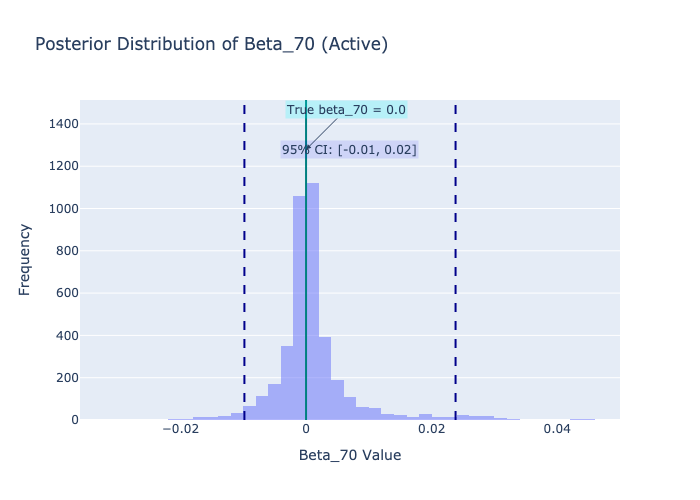 Posterior Distribution of Beta_70 (Active)
True beta_70 = 0.0
95% CI: [-0.01, 0.02]
1400
1200
1000
800
600
400
200
0
Frequency
−0.02
0
0.02
0.04
Beta_70 Value